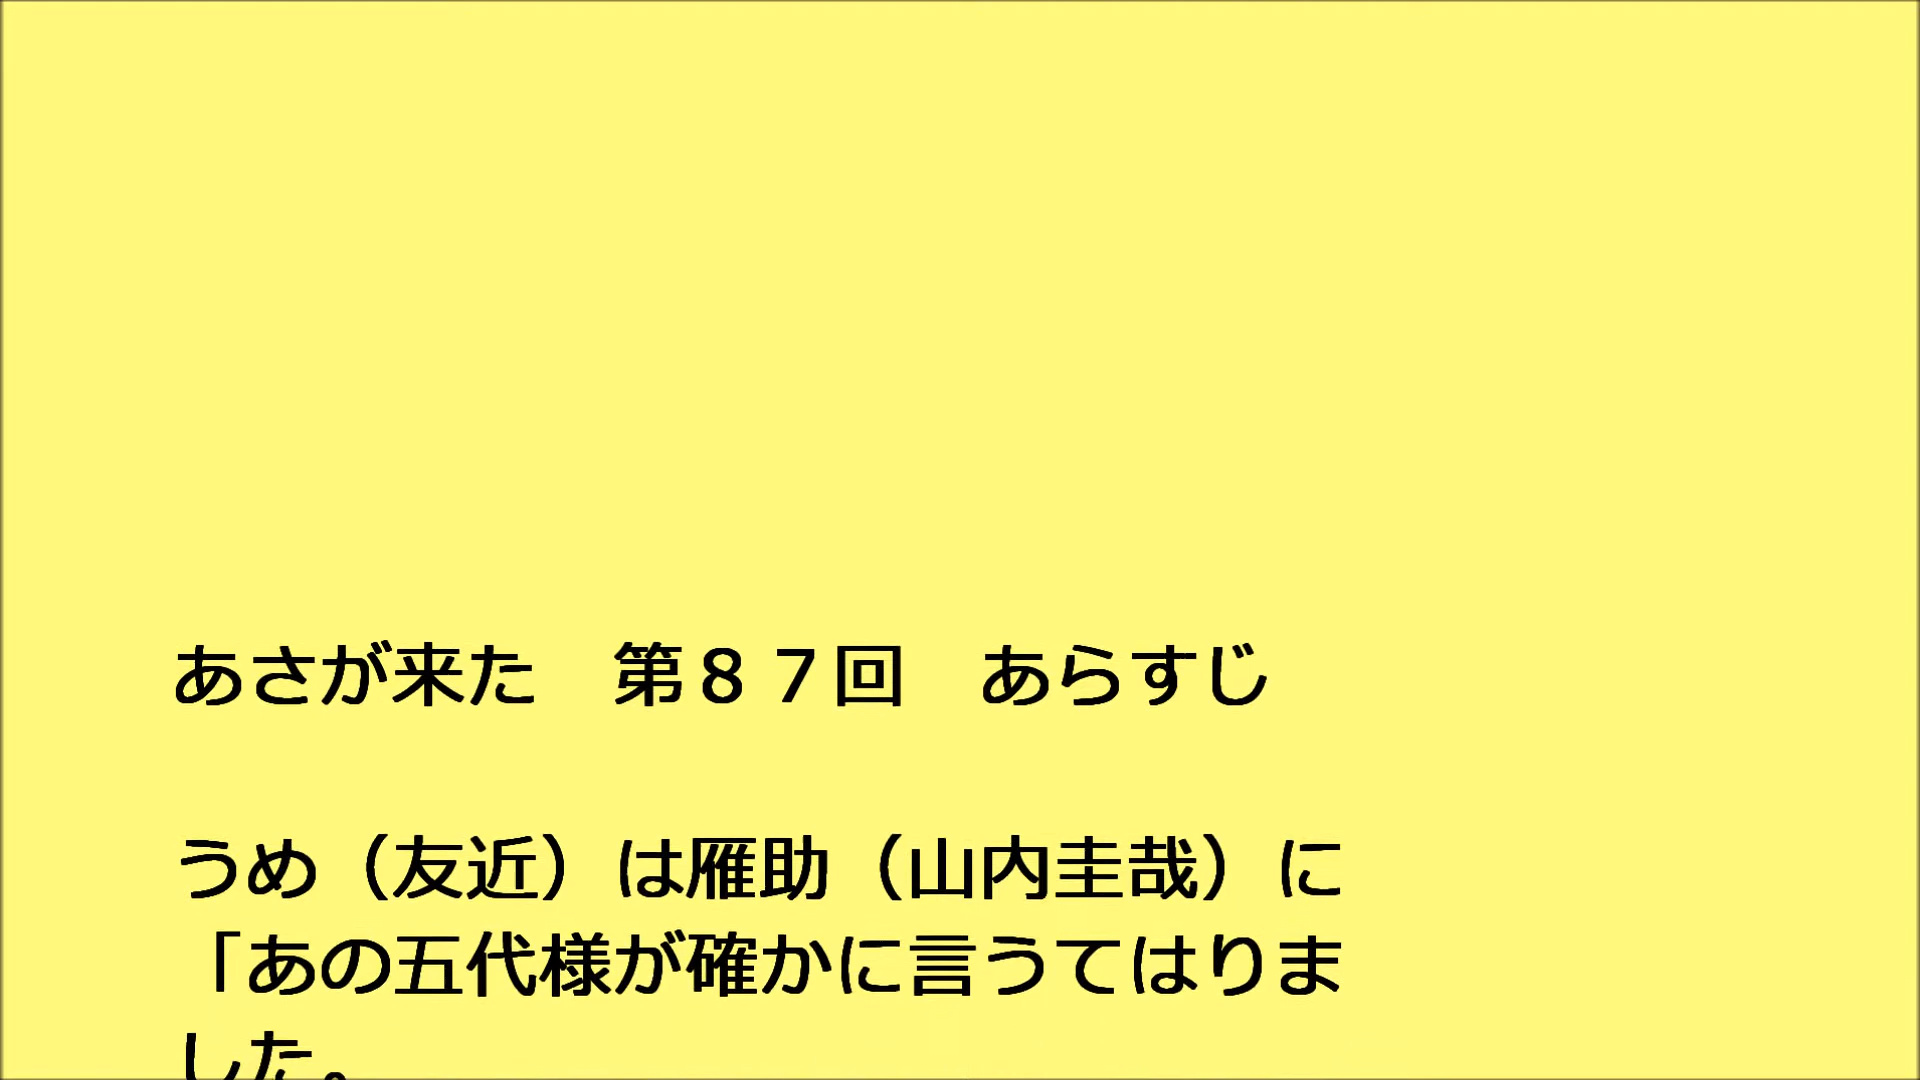 あさが来た　第８７回　あらすじ
うめ（友近）は雁助（山内圭哉）に
「あの五代様が確かに言うてはりま
した。